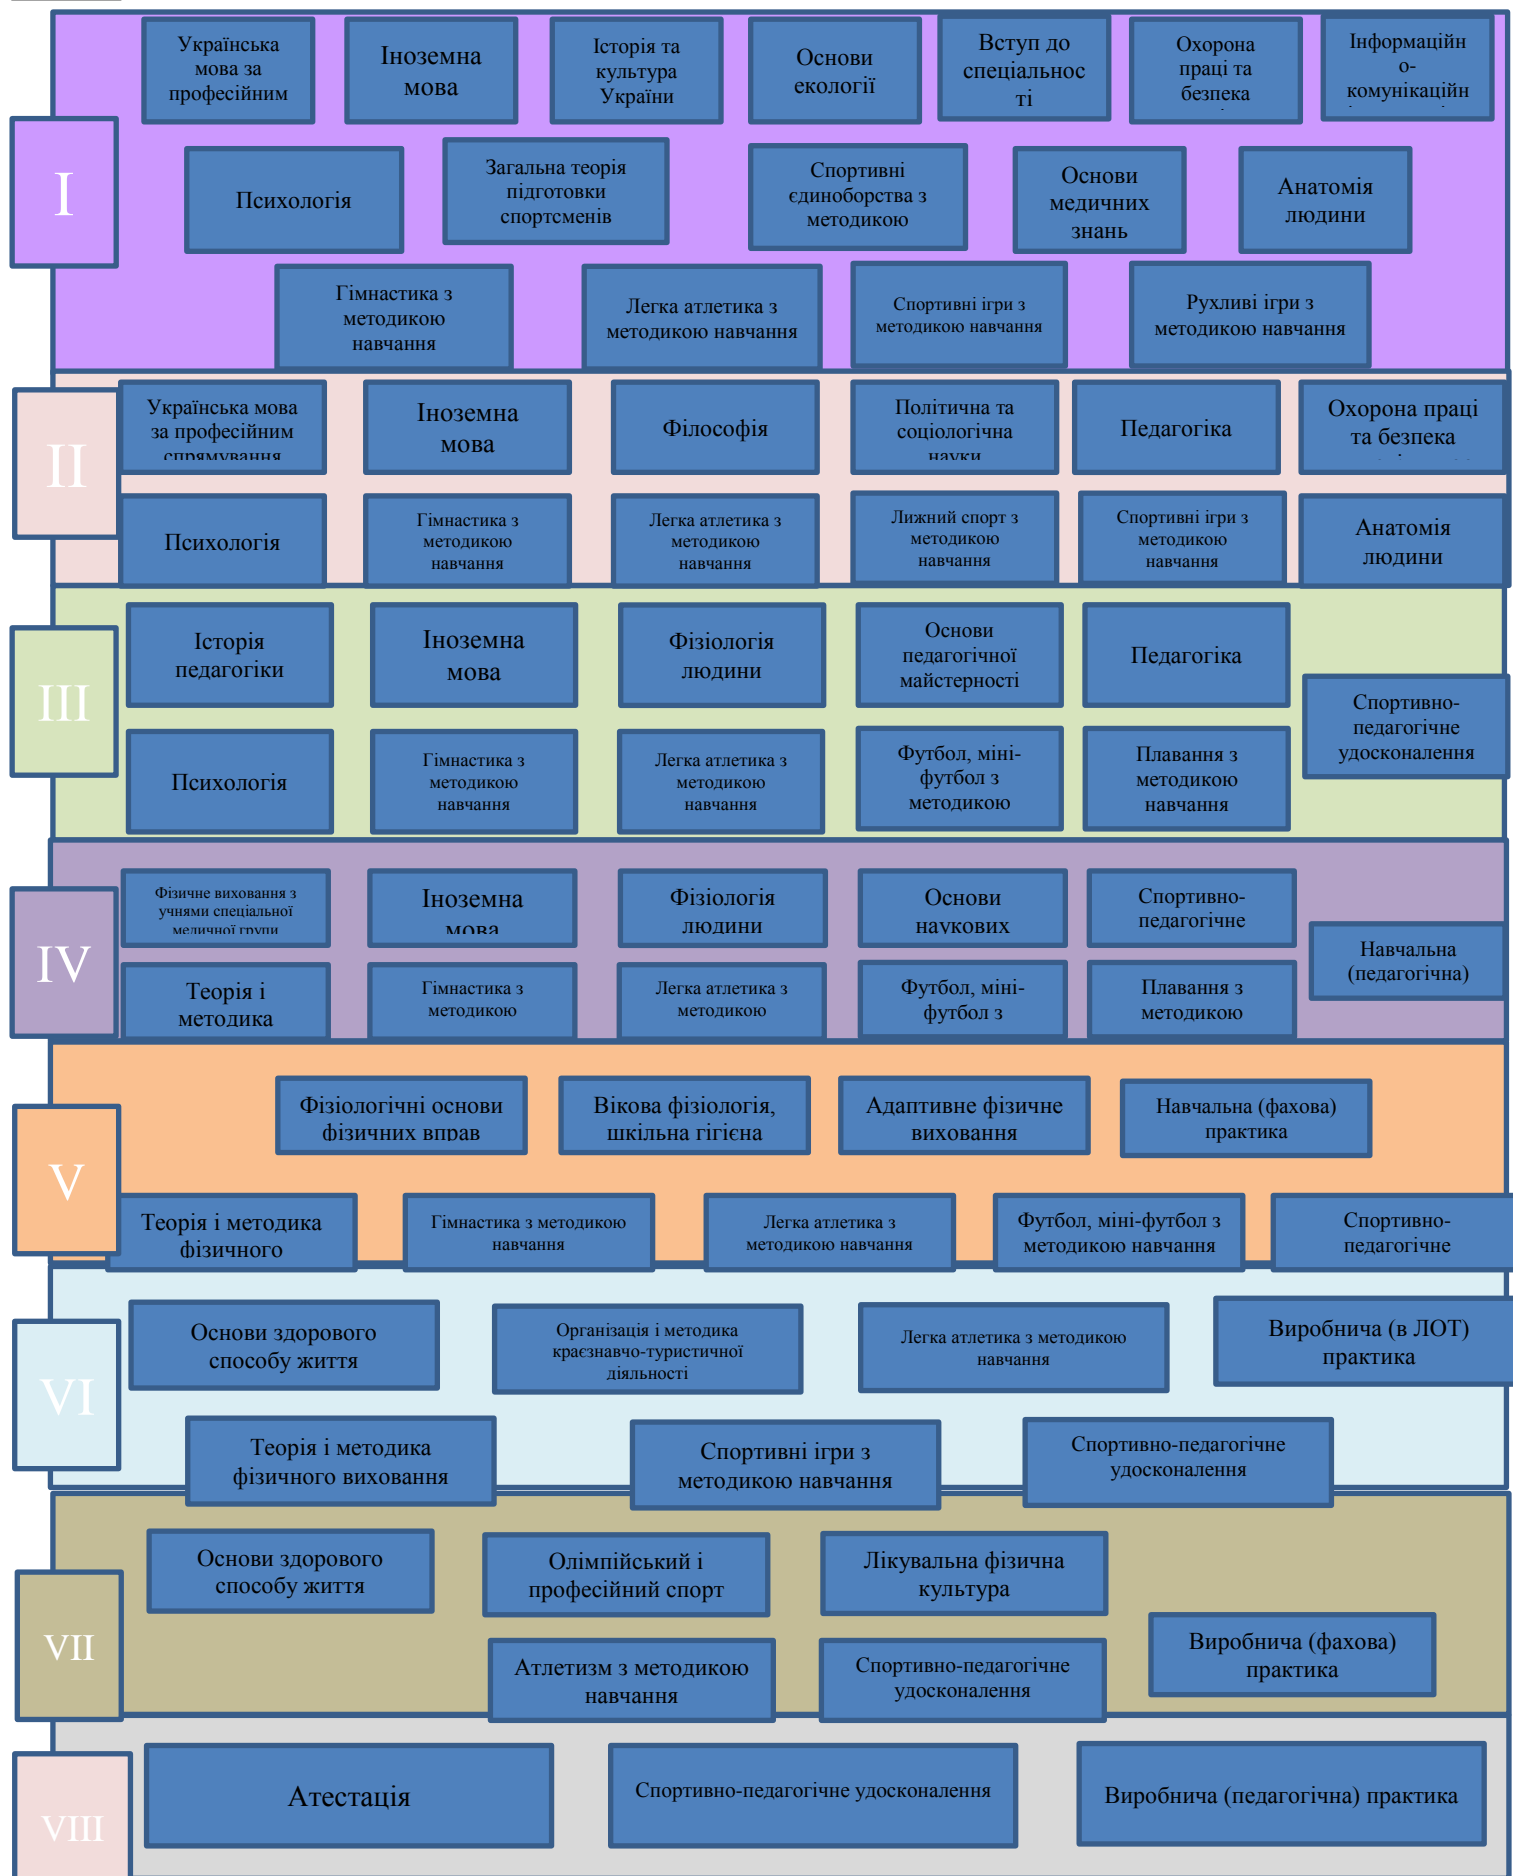 Українська
мова за
професійним
Іноземна
мова
Історія та
культура
України
Основи
екології
Вступ до
спеціальнос
ті
Охорона
праці та
безпека
Інформаційн
о-
комунікаційн
I
Психологія
Загальна теорія
підготовки
спортсменів
Спортивні
єдиноборства з
методикою
Основи
медичних
знань
Анатомія
людини
Гімнастика з
методикою
навчання
Легка атлетика з
методикою навчання
Спортивні ігри з
методикою навчання
Рухливі ігри з
методикою навчання
II
Українська мова
за професійним
спрямування
Іноземна
мова
Філософія
Політична та
соціологічна
науки
Педагогіка
Охорона праці
та безпека
Психологія
Гімнастика з
методикою
навчання
Легка атлетика з
методикою
навчання
Лижний спорт з
методикою
навчання
Спортивні ігри з
методикою
навчання
Анатомія
людини
III
Історія
педагогіки
Іноземна
мова
Фізіологія
людини
Основи
педагогічної
майстерності
Педагогіка
Спортивно-
педагогічне
удосконалення
Психологія
Гімнастика з
методикою
навчання
Легка атлетика з
методикою
навчання
Футбол, міні-
футбол з
методикою
Плавання з
методикою
навчання
IV
Фізичне виховання з
учнями спеціальної
медичної групи
Іноземна
мова
Фізіологія
людини
Основи
наукових
Спортивно-
педагогічне
Навчальна
(педагогічна)
Теорія і
методика
Гімнастика з
методикою
Легка атлетика з
методикою
Футбол, міні-
футбол з
Плавання з
методикою
V
Фізіологічні основи
фізичних вправ
Вікова фізіологія,
шкільна гігієна
Адаптивне фізичне
виховання
Навчальна (фахова)
практика
Теорія і методика
фізичного
Гімнастика з методикою
навчання
Легка атлетика з
методикою навчання
Футбол, міні-футбол з
методикою навчання
Спортивно-
педагогічне
VI
Основи здорового
способу життя
Організація і методика
краєзнавчо-туристичної
діяльності
Легка атлетика з методикою
навчання
Виробнича (в ЛОТ)
практика
Теорія і методика
фізичного виховання
Спортивні ігри з
методикою навчання
Спортивно-педагогічне
удосконалення
VII
Основи здорового
способу життя
Олімпійський і
професійний спорт
Лікувальна фізична
культура
Атлетизм з методикою
навчання
Спортивно-педагогічне
удосконалення
Виробнича (фахова)
практика
VIII
Атестація
Спортивно-педагогічне удосконалення
Виробнича (педагогічна) практика